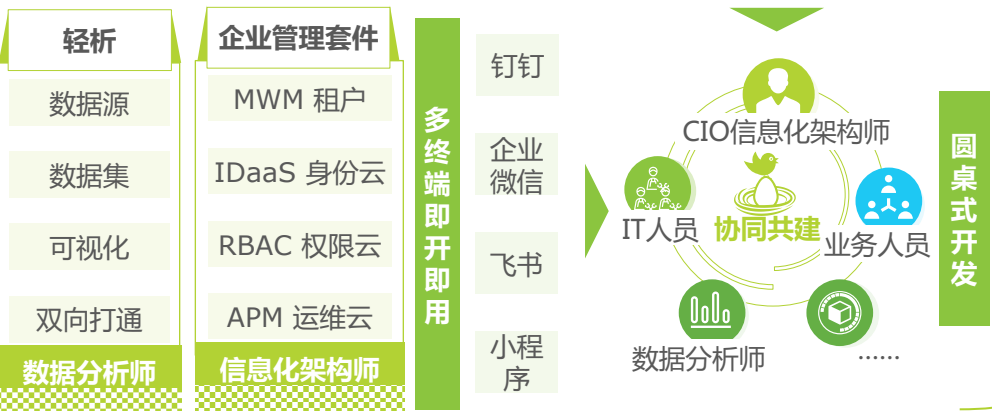 轻析
数据源
数据集
可视化
双向打通
数据分析师
企业管理套件
MWM 租户
IDaaS 身份云
RBAC 权限云
APM 运维云
信息化架构师
多终端即开即用
钉钉
企业
微信
飞书
小程
序
CIO信息化架构师
IT人员
协同共建
业务人员
数据分析师
……
圆桌式开发